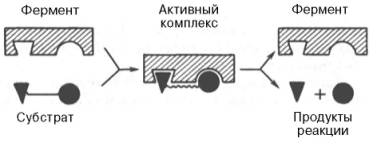 Фермент
Активный
комплекс
Фермент
Субстрат
+
Продукты
реакции